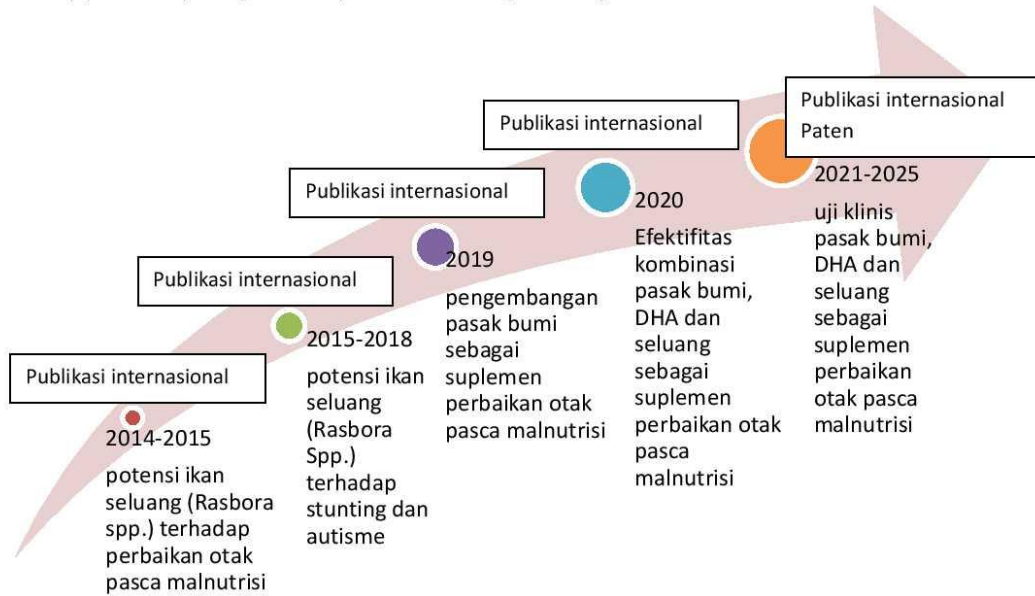 Publikasi internasional
2014-2015
potensi ikan
seluang (Rasbora
spp.) terhadap
perbaikan otak
pasca malnutrisi
Publikasi internasional
2015-2018
potensi ikan
seluang
(Rasbora
Spp.)
terhadap
stunting dan
autisme
Publikasi internasional
2019
pengembangan
pasak bumi
sebagai
suplemen
perbaikan otak
pasca malnutrisi
Publikasi internasional
2020
Efektifitas
kombinasi
pasak bumi,
DHA dan
seluang
sebagai
suplemen
perbaikan otak
pasca
malnutrisi
Publikasi internasional
Paten
2021-2025
uji klinis
pasak bumi,
DHA dan
seluang
sebagai
suplemen
perbaikan
otak pasca
malnutrisi